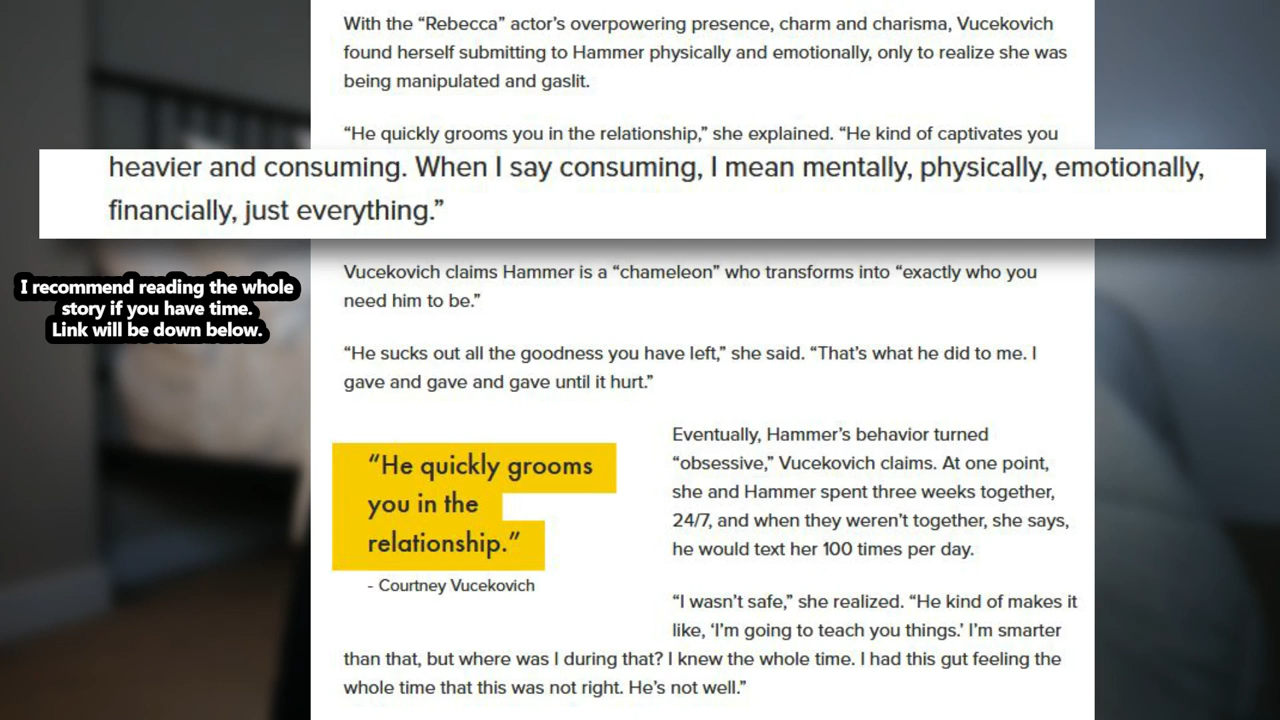 With the “Rebecca” actor’s overpowering presence, charm and charisma, Vucekovich
found herself submitting to Hammer physically and emotionally, only to realize she was
being manipulated and gaslit.
“He quickly grooms you in the relationship,” she explained. “He kind of captivates you
heavier and consuming. When I say consuming, I mean mentally, physically, emotionally,
financially, just everything.”
I recommend reading the whole
story if you have time.
Link will be down below.
Vucekovich claims Hammer is a “chameleon” who transforms into “exactly who you
need him to be.”
“He sucks out all the goodness you have left,” she said. “That’s what he did to me. I
gave and gave and gave until it hurt.”
“He quickly grooms
you in the
relationship.”
- Courtney Vucekovich
Eventually, Hammer’s behavior turned
“obsessive,” Vucekovich claims. At one point,
she and Hammer spent three weeks together,
24/7, and when they weren’t together, she says,
he would text her 100 times per day.
“I wasn’t safe,” she realized. “He kind of makes it
like, ‘I’m going to teach you things.’ I’m smarter
than that, but where was I during that? I knew the whole time. I had this gut feeling the
whole time that this was not right. He’s not well.”